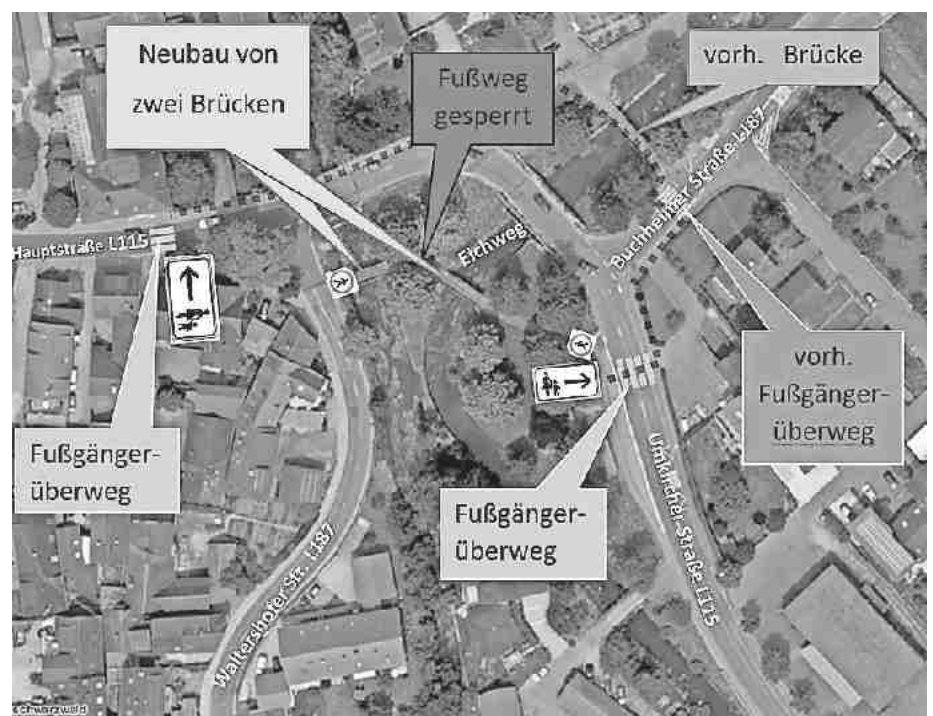 Neubau von
zwei Brücken
Fußweg
gesperrt
vorh. Brücke
Buchheimer Straße L187
Hauptstraße L115
Eichweg
vorh.
Fußgänger-
überweg
Fußgänger-
überweg
Fußgänger-
überweg
Umkircher Straße L115
Waltershofer Str. L187
schwarzwald